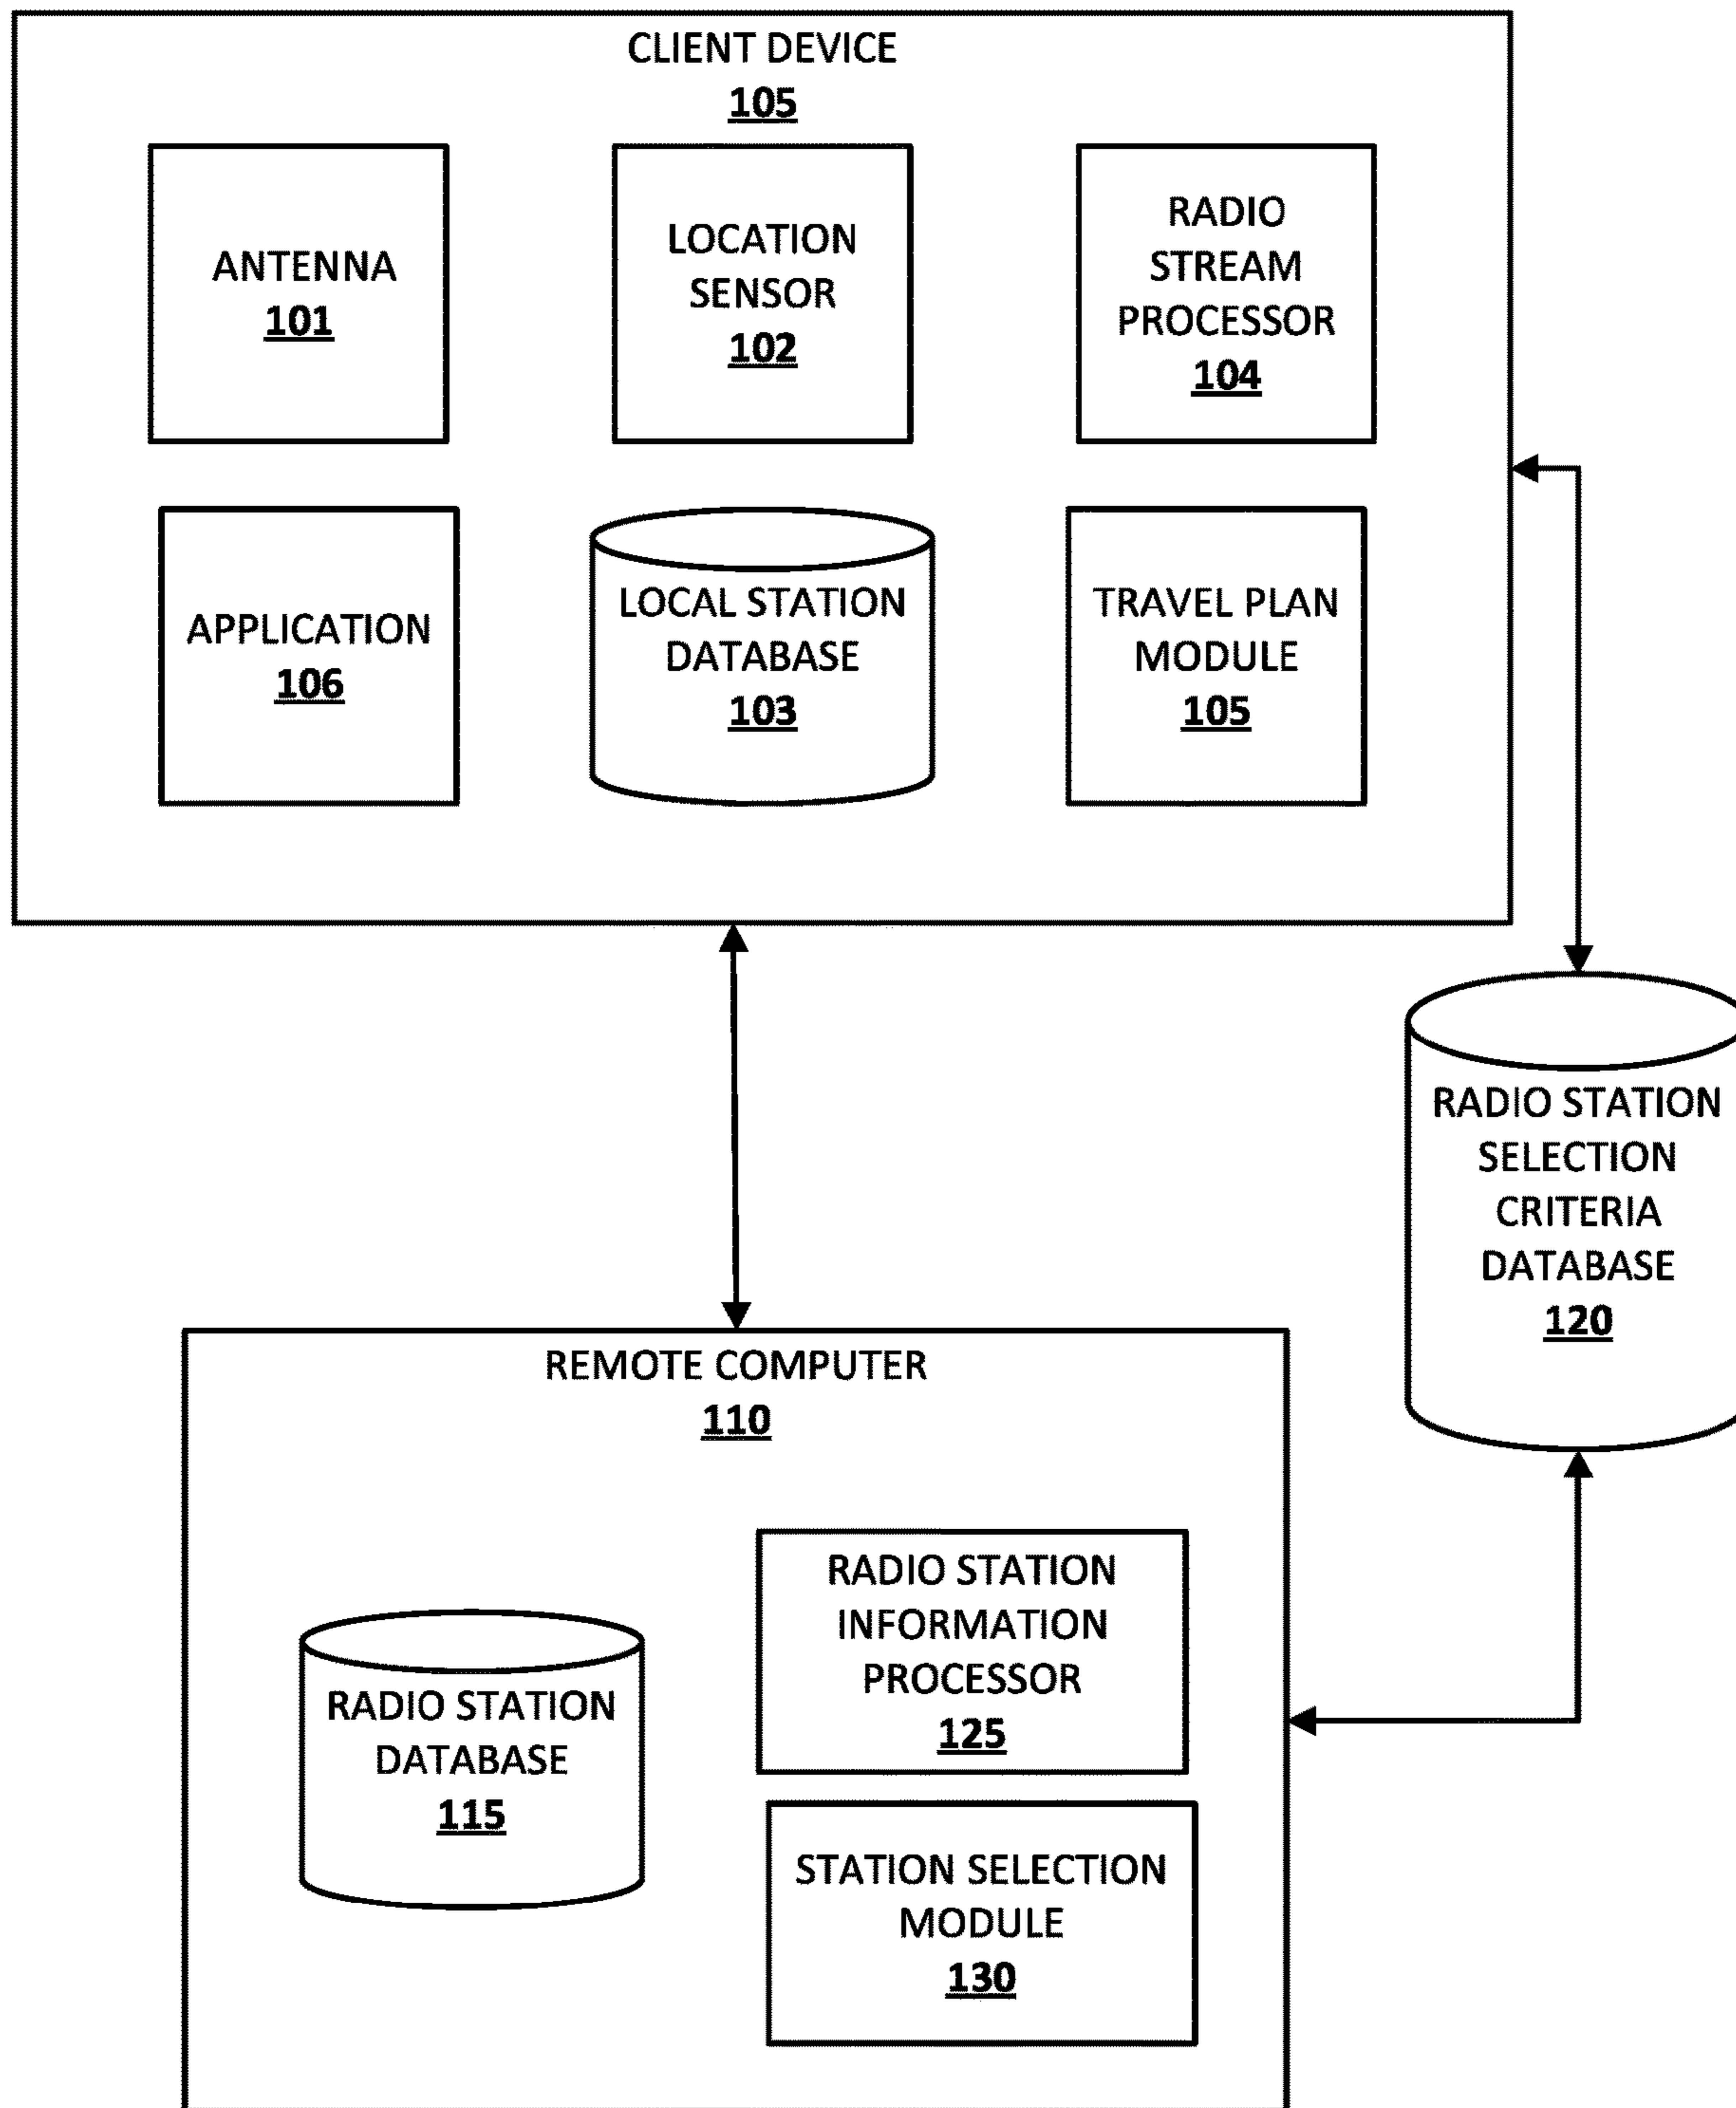 CLIENT DEVICE
105
ANTENNA
101
LOCATION
SENSOR
102
RADIO
STREAM
PROCESSOR
104
APPLICATION
106
LOCAL STATION
DATABASE
103
TRAVEL PLAN
MODULE
105
RADIO STATION
SELECTION
CRITERIA
DATABASE
120
REMOTE COMPUTER
110
RADIO STATION
DATABASE
115
RADIO STATION
INFORMATION
PROCESSOR
125
STATION SELECTION
MODULE
130